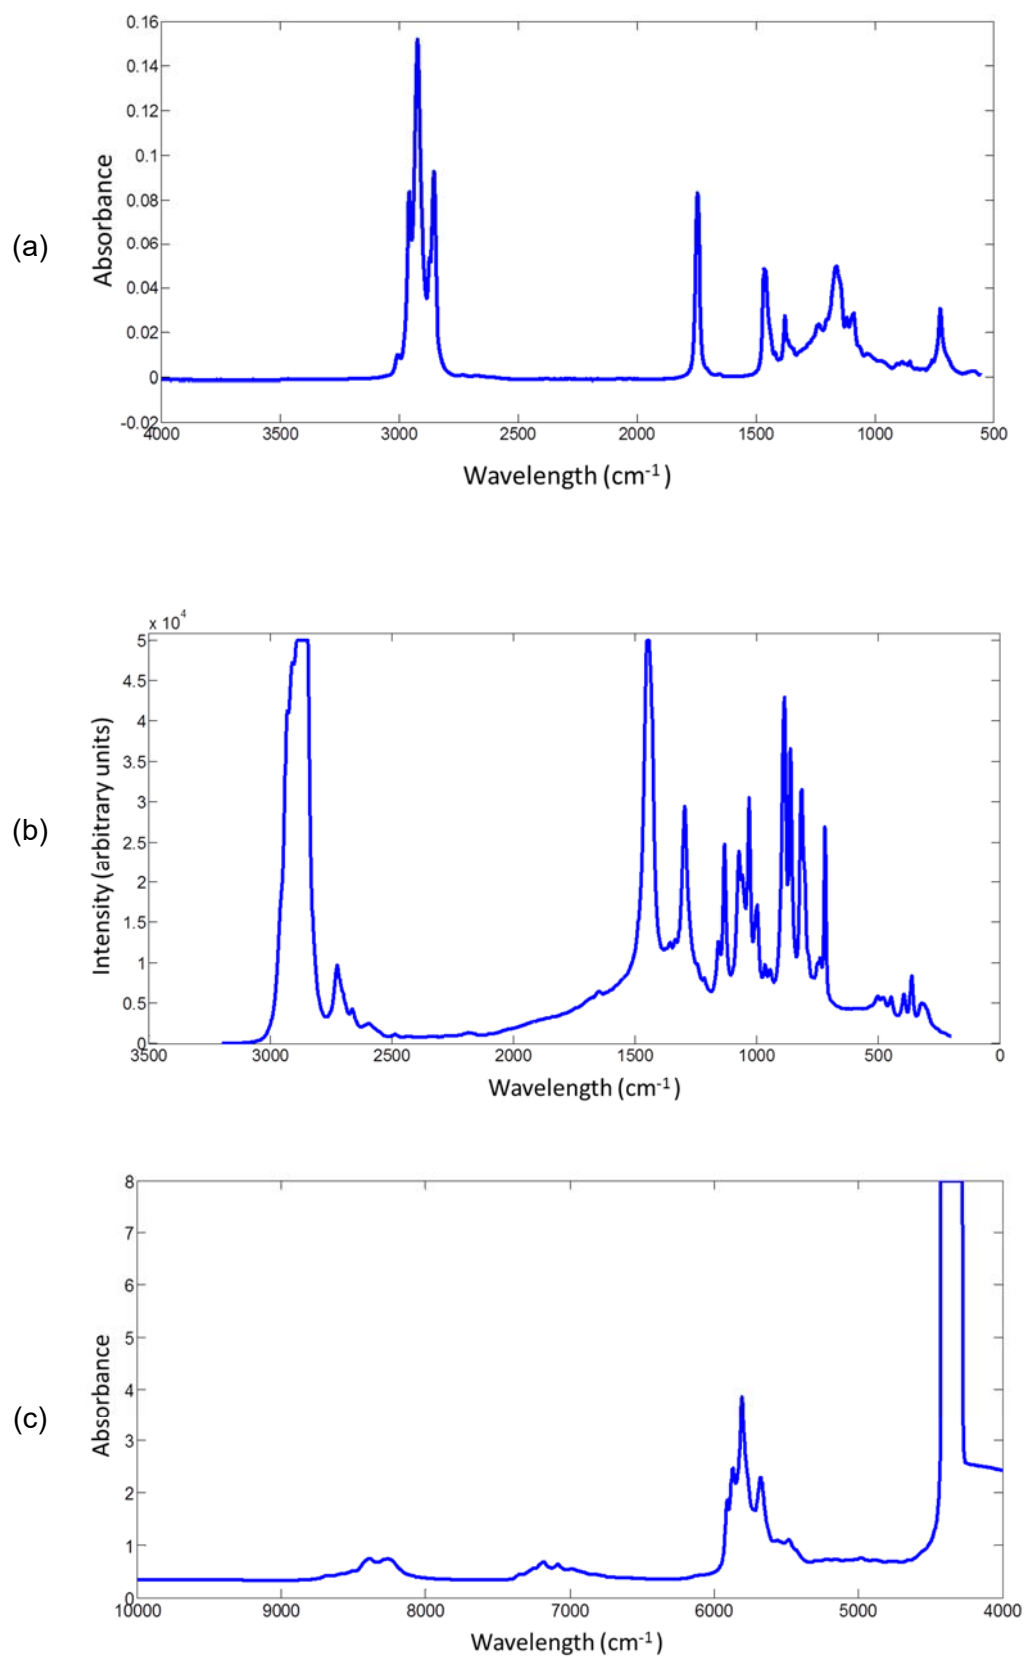 (a)
Absorbance
0.16
0.14
0.12
0.1
0.08
0.06
0.04
0.02
0
-0.02
4000 3500 3000 2500 2000 1500 1000 500
Wavelength (cm-1 )
(b)
Intensity (arbitrary units)
x 10^4
5
4.5
4
3.5
3
2.5
2
1.5
1
0.5
0
3500 3000 2500 2000 1500 1000 500 0
Wavelength (cm-1 )
(c)
Absorbance
8
7
6
5
4
3
2
1
0
10000 9000 8000 7000 6000 5000 4000
Wavelength (cm-1 )